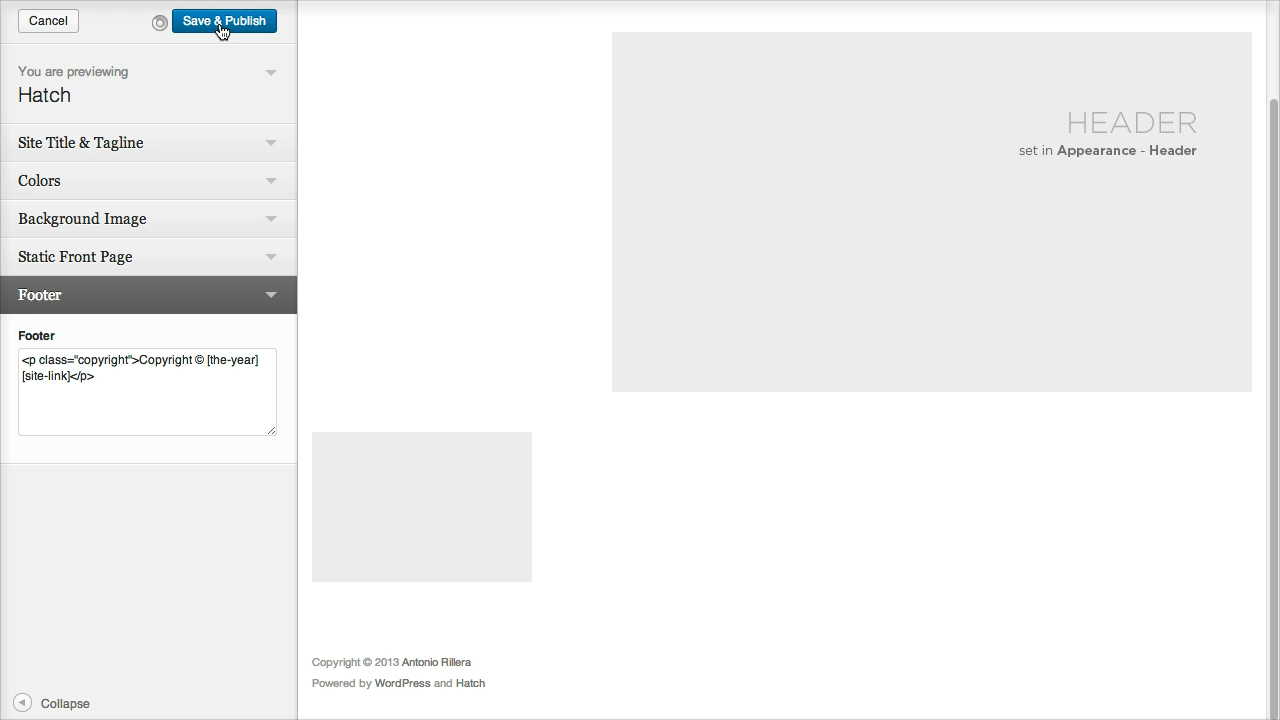 Cancel
Save & Publish
You are previewing
Hatch
Site Title & Tagline
Colors
Background Image
Static Front Page
Footer
Footer
<p class="copyright">Copyright © [the-year]
[site-link]</p>
Collapse
HEADER
set in Appearance - Header
Copyright © 2013 Antonio Rillera
Powered by WordPress and Hatch